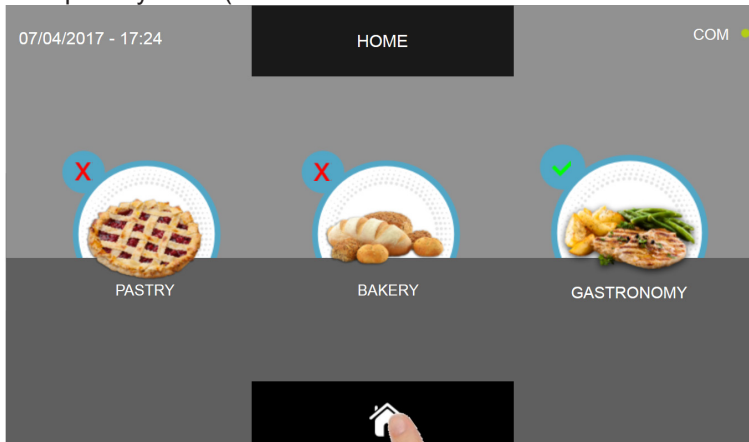 07/04/2017 - 17:24
HOME
COM
X
X
PASTRY
BAKERY
GASTRONOMY